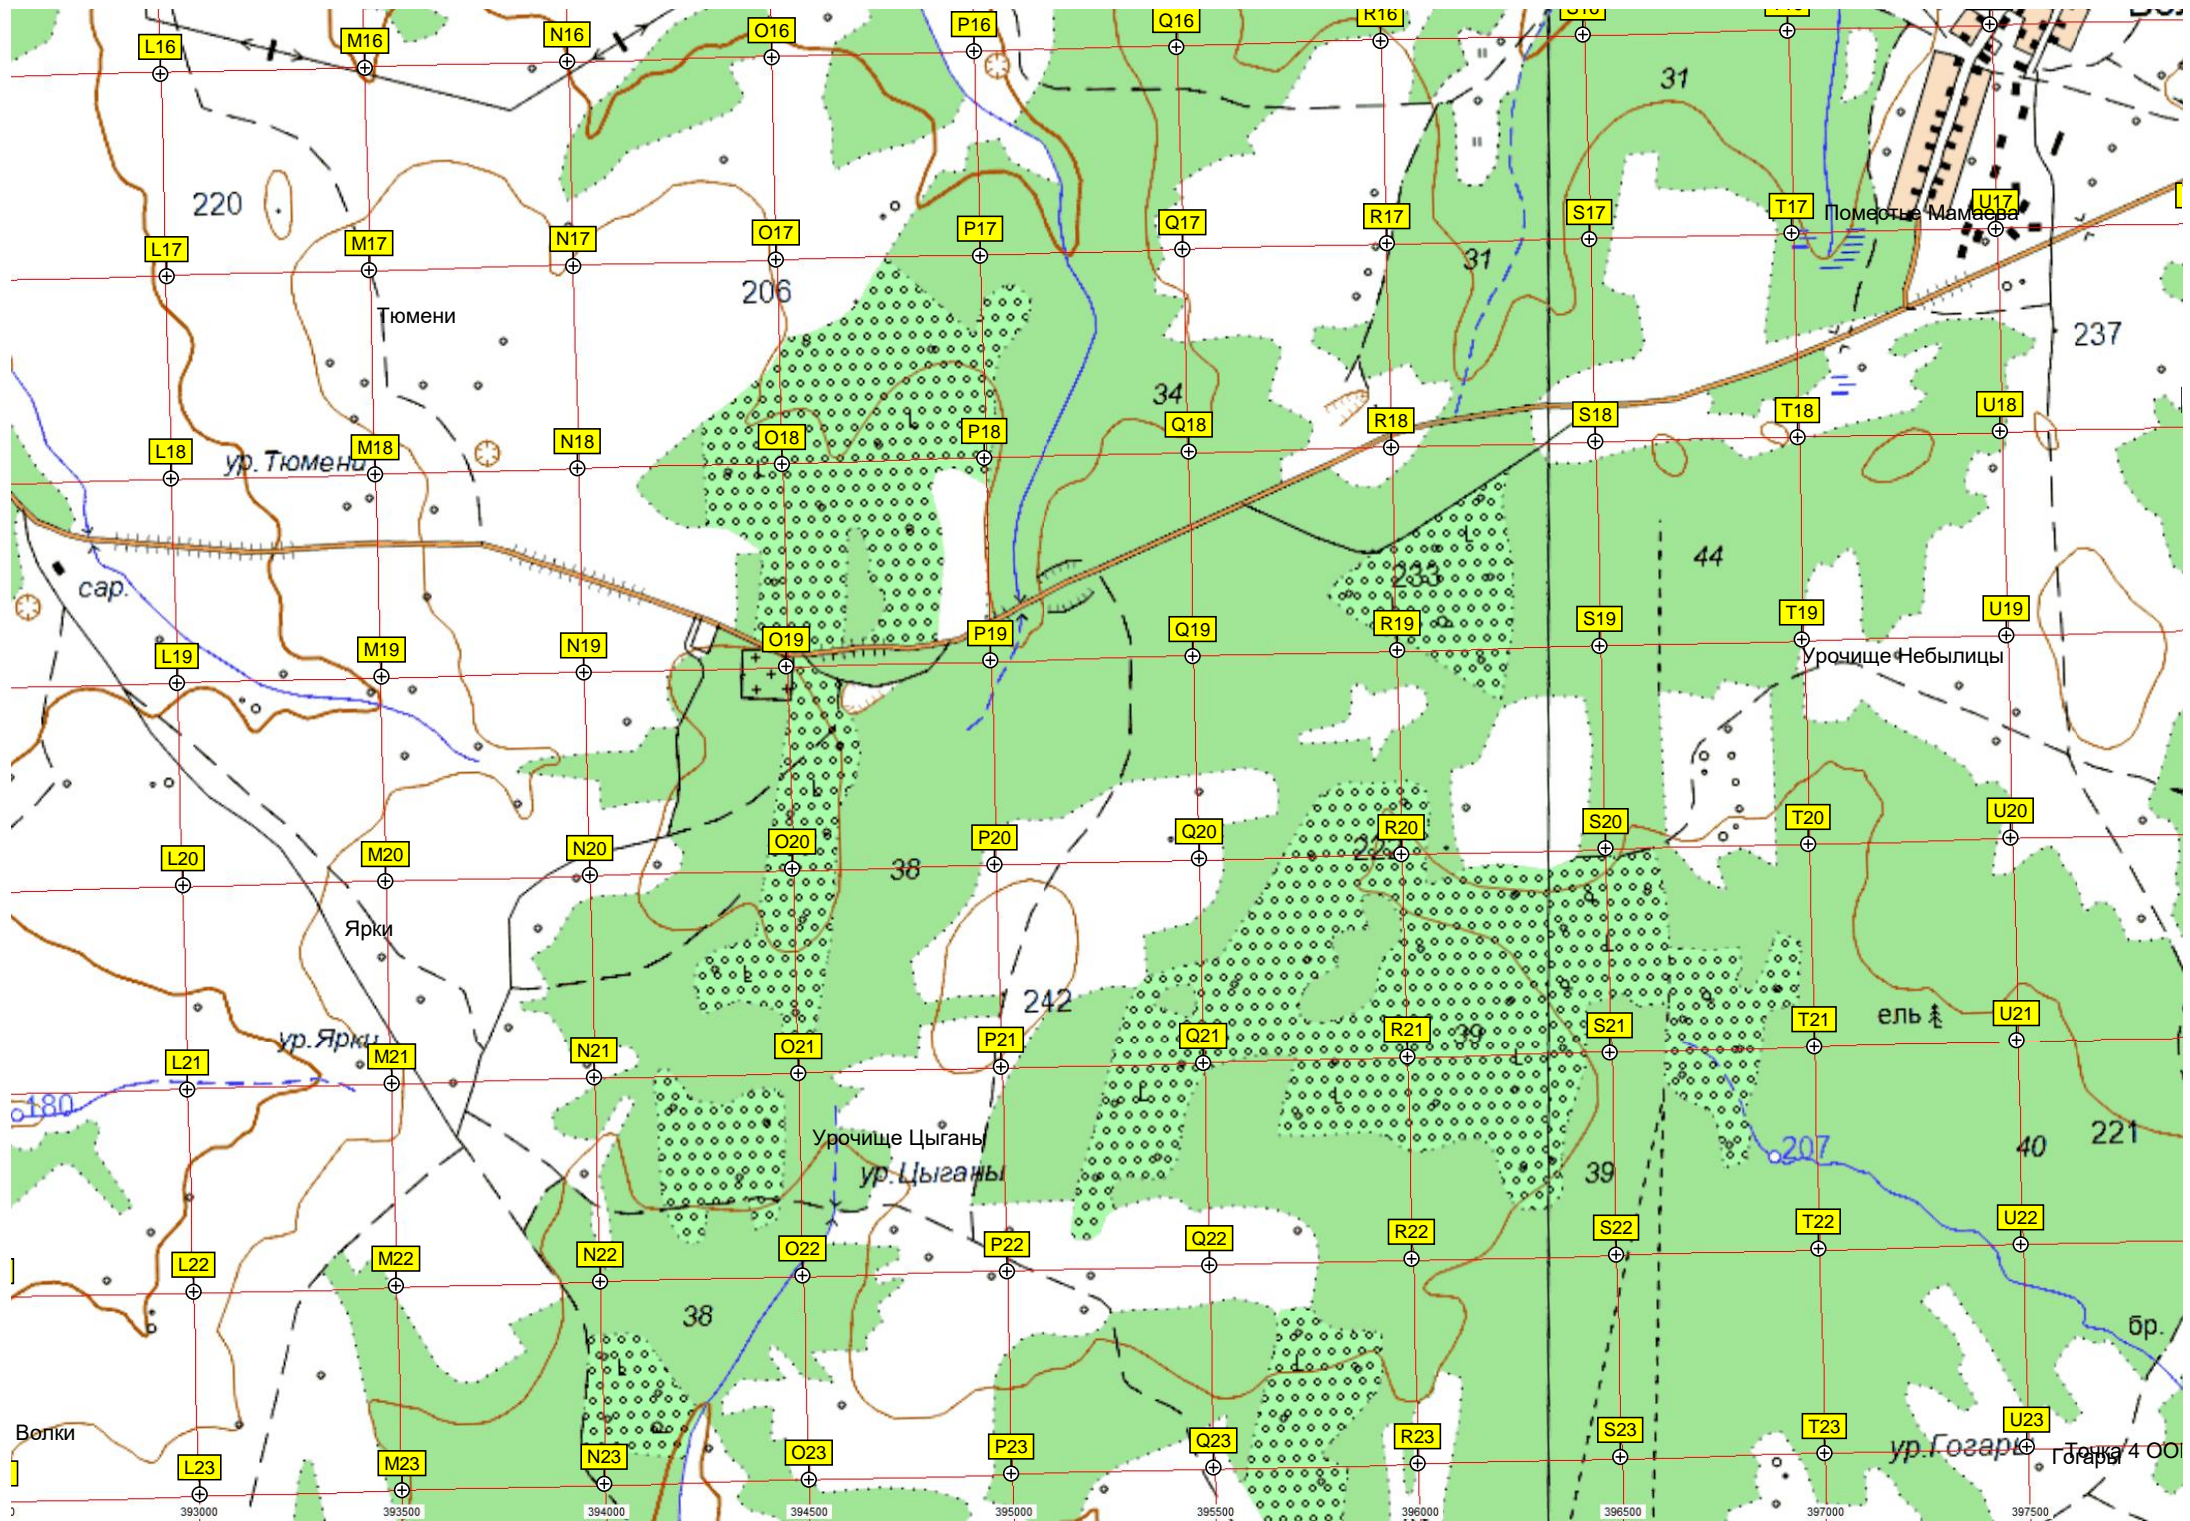 L16 M16 N16 O16 P16 Q16 R16
31
220
L17 M17 N17 O17 P17 Q17 R17 S17 T17 U17
Поместье Мамаева
31
206
Тюмени
237
34
L18 M18 N18 O18 P18 Q18 R18 S18 T18 U18
ур.Тюмени
44
233
сар.
L19 M19 N19 O19 P19 Q19 R19 S19 T19 U19
Урочище Небылицы
L20 M20 N20 O20 P20 Q20 R20 S20 T20 U20
38
Ярки
242
ель
ур.Ярки
39
L21 M21 N21 O21 P21 Q21 R21 S21 T21 U21
180
Урочище Цыганы
221
40
207
ур.Цыганы
39
L22 M22 N22 O22 P22 Q22 R22 S22 T22 U22
38
бр.
Волки
L23 M23 N23 O23 P23 Q23 R23 S23 T23 U23
ур.Гогары
Гогары
Точка 4
393000 393500 394000 394500 395000 395500 396000 396500 397000 397500